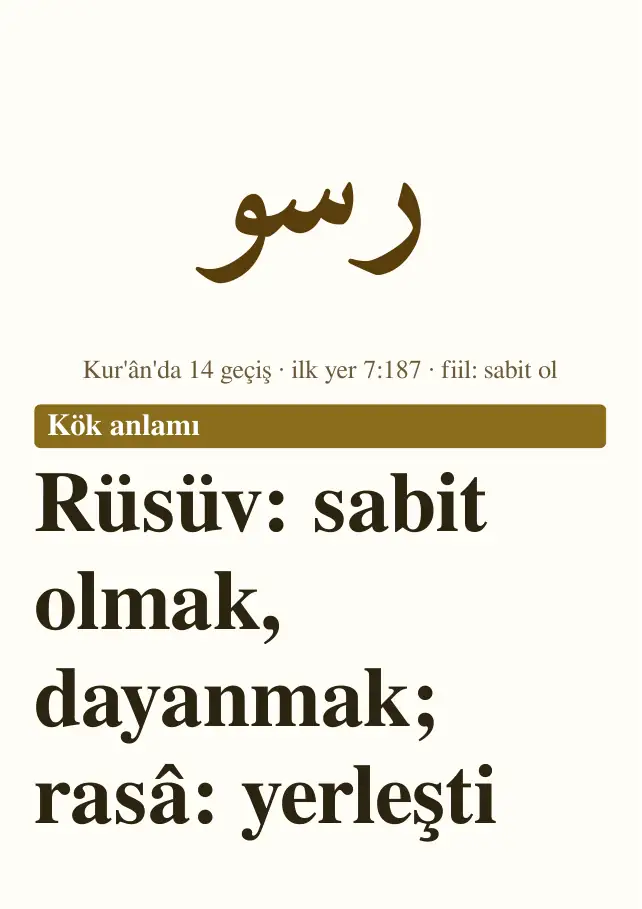 رسو
Kur'ân'da 14 geçiş · ilk yer 7:187 · fiil: sabit ol
Kök anlamı
Rüsüv: sabit
olmak,
dayanmak;
rasâ: yerleşti